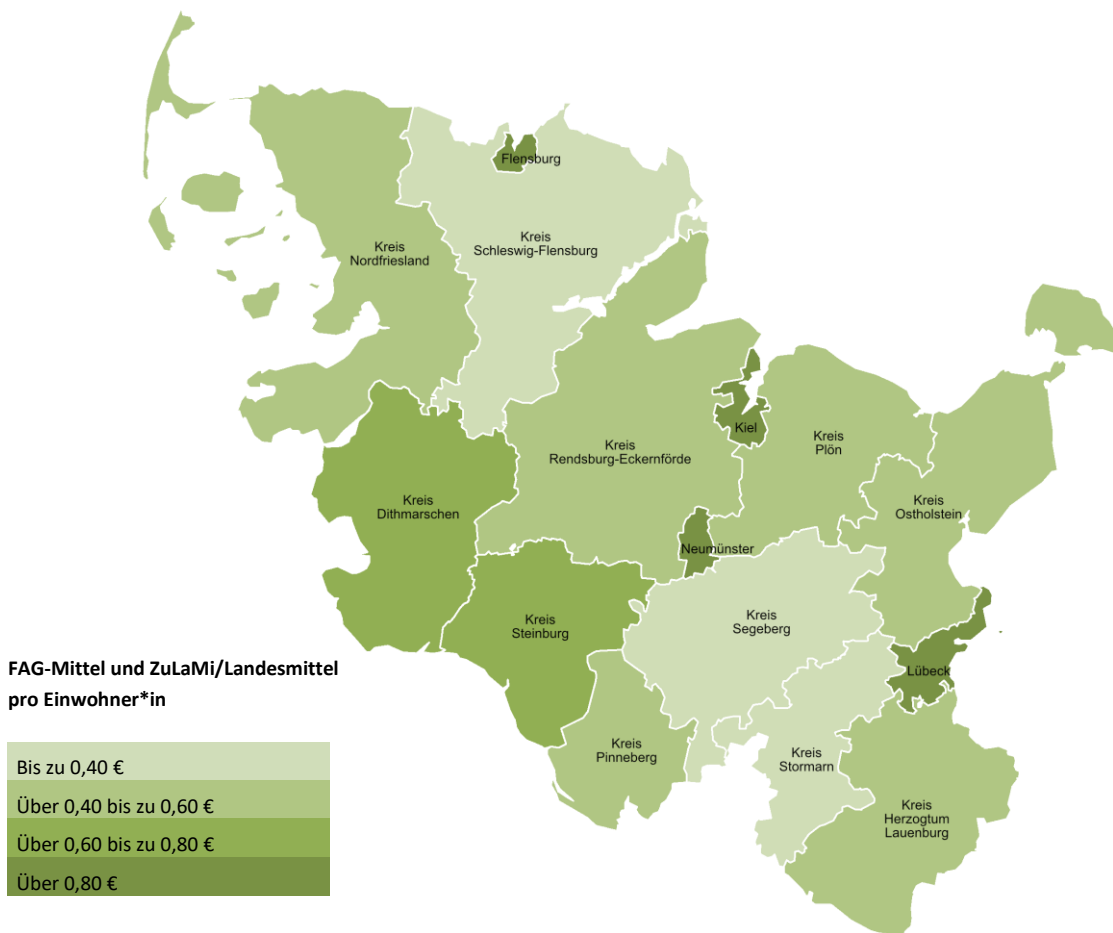 Flensburg
Kreis
Schleswig-Flensburg
Kreis
Nordfriesland
Kiel
Kreis
Plön
Kreis
Rendsburg-Eckernförde
Kreis
Dithmarschen
Kreis
Ostholstein
Neumünster
Kreis
Steinburg
Kreis
Segeberg
Lübeck
Kreis
Pinneberg
Kreis
Stormarn
Kreis
Herzogtum
Lauenburg
FAG-Mittel und ZuLaMi/Landesmittel
pro Einwohner*in
Bis zu 0,40 €
Über 0,40 bis zu 0,60 €
Über 0,60 bis zu 0,80 €
Über 0,80 €